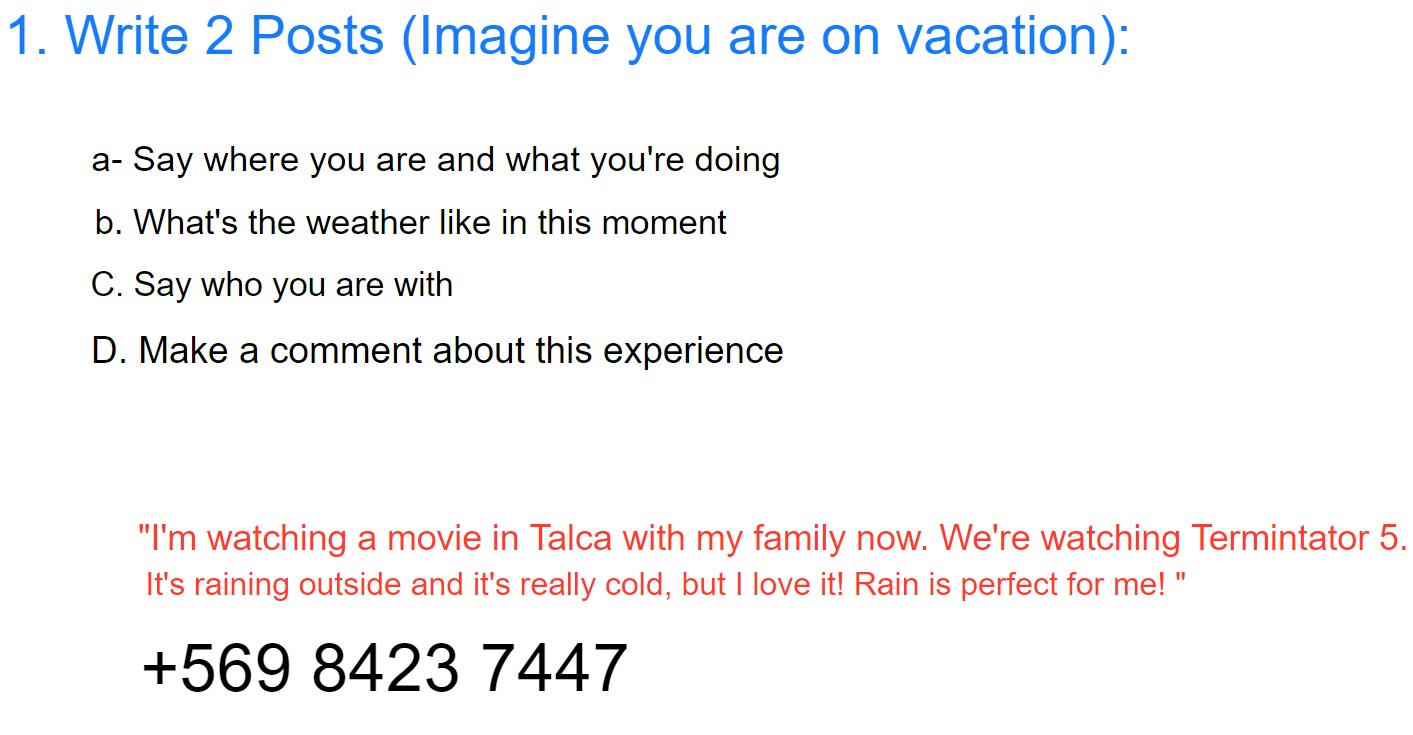 1. Write 2 Posts (Imagine you are on vacation):
a- Say where you are and what you're doing
b. What's the weather like in this moment
C. Say who you are with
D. Make a comment about this experience
"I'm watching a movie in Talca with my family now. We're watching Termintator 5.
It's raining outside and it's really cold, but I love it! Rain is perfect for me! "
+569 8423 7447